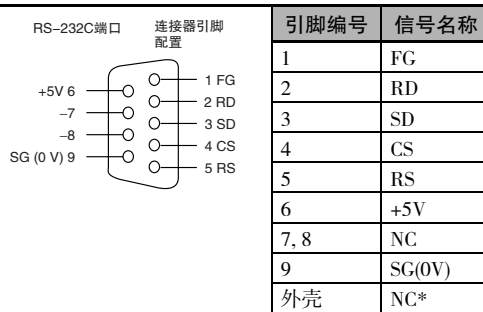 RS–232C端口
连接器引脚
配置
+5V 6
–7
–8
SG (0 V) 9
1 FG
2 RD
3 SD
4 CS
5 RS
引脚编号 信号名称
1 FG
2 RD
3 SD
4 CS
5 RS
6 +5V
7, 8 NC
9 SG(0V)
外壳 NC*